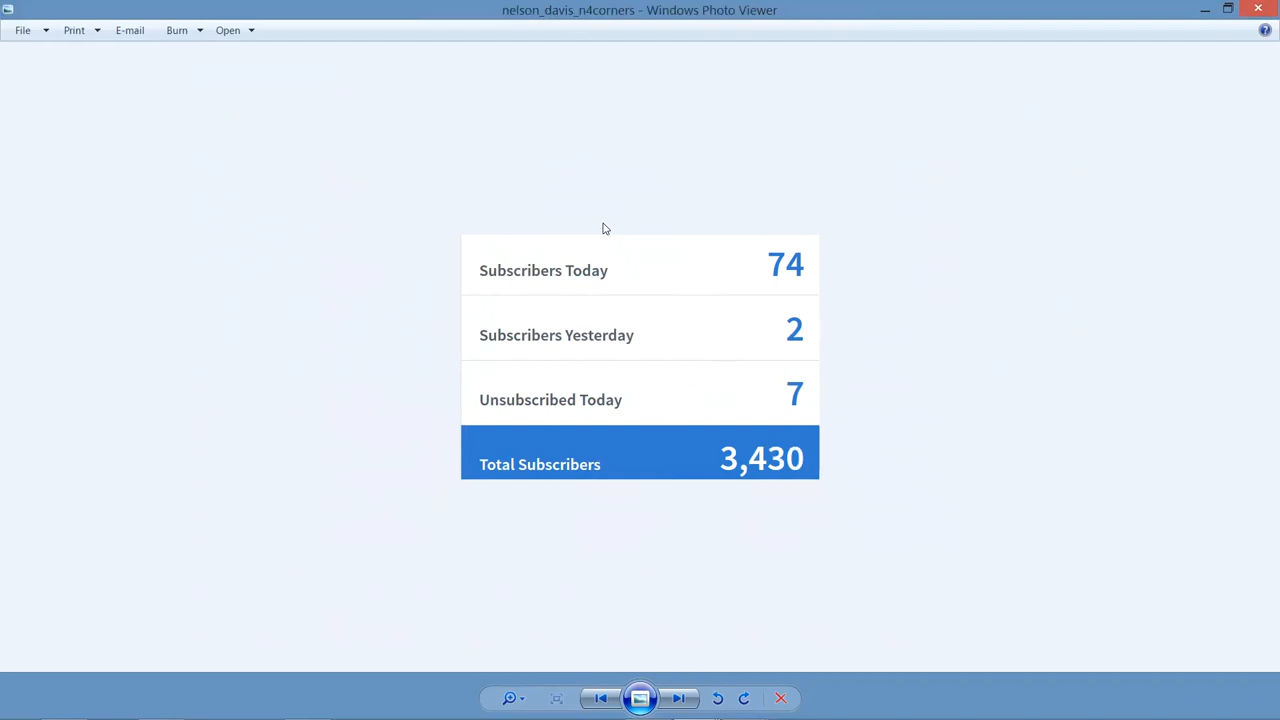 nelson_davis_n4corners - Windows Photo Viewer
File Print E-mail Burn Open
Subscribers Today 74
Subscribers Yesterday 2
Unsubscribed Today 7
Total Subscribers 3,430